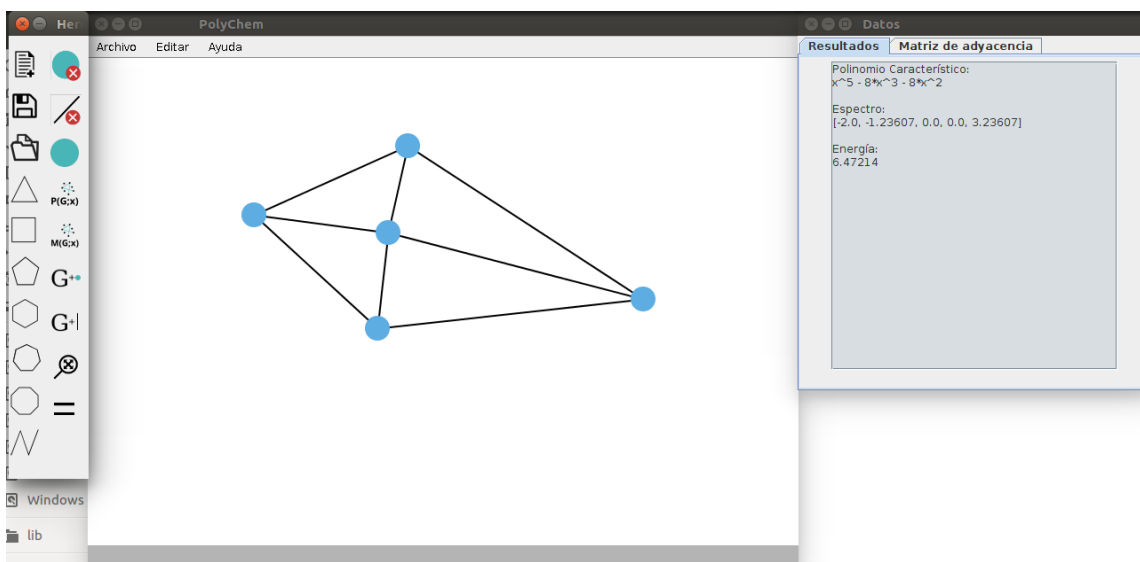 Her
PolyChem
Datos
Archivo Editar Ayuda
Resultados
Matriz de adyacencia
Polinomio Característico:
x^5 - 8*x^3 - 8*x^2
Espectro:
[-2.0, -1.23607, 0.0, 0.0, 3.23607]
Energía:
6.47214
P(G;x)
M(G;x)
G+
G+|
Windows
lib